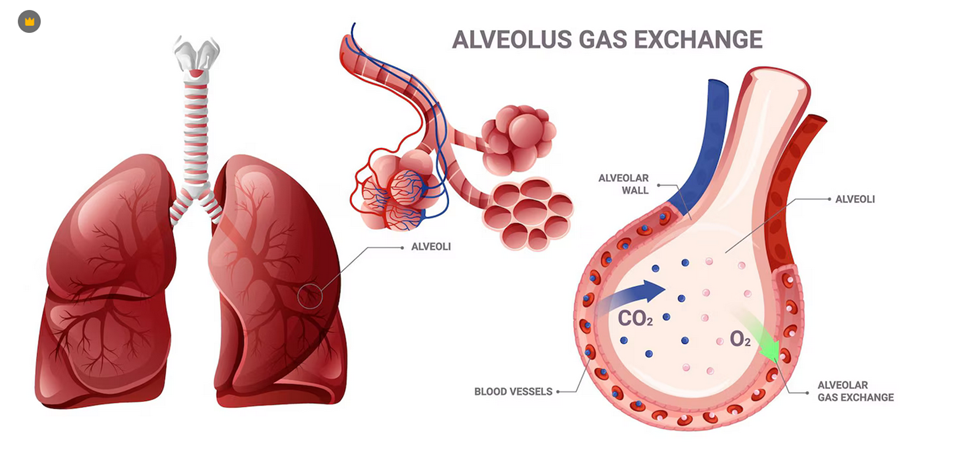 ALVEOLUS GAS EXCHANGE
ALVEOLAR
WALL
ALVEOLI
ALVEOLI
CO₂
O₂
BLOOD VESSELS
ALVEOLAR
GAS EXCHANGE